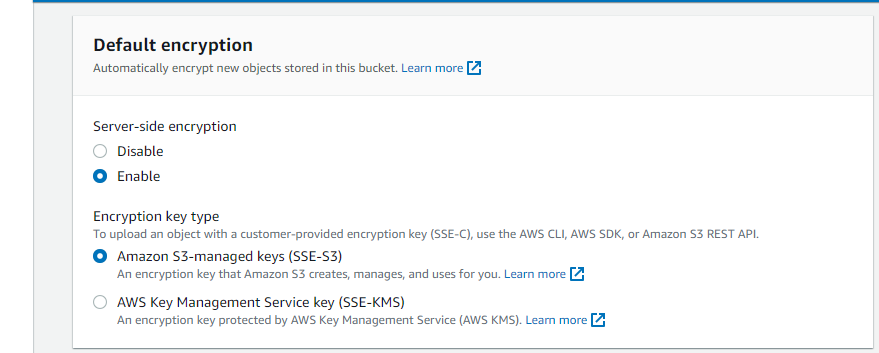 Default encryption
Automatically encrypt new objects stored in this bucket. Learn more
Server-side encryption
Disable
Enable
Encryption key type
To upload an object with a customer-provided encryption key (SSE-C), use the AWS CLI, AWS SDK, or Amazon S3 REST API.
Amazon S3-managed keys (SSE-S3)
An encryption key that Amazon S3 creates, manages, and uses for you. Learn more
AWS Key Management Service key (SSE-KMS)
An encryption key protected by AWS Key Management Service (AWS KMS). Learn more